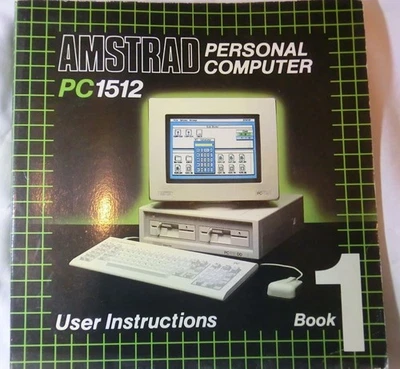 AMSTRAD PERSONAL
COMPUTER
PC1512
User Instructions Book 1